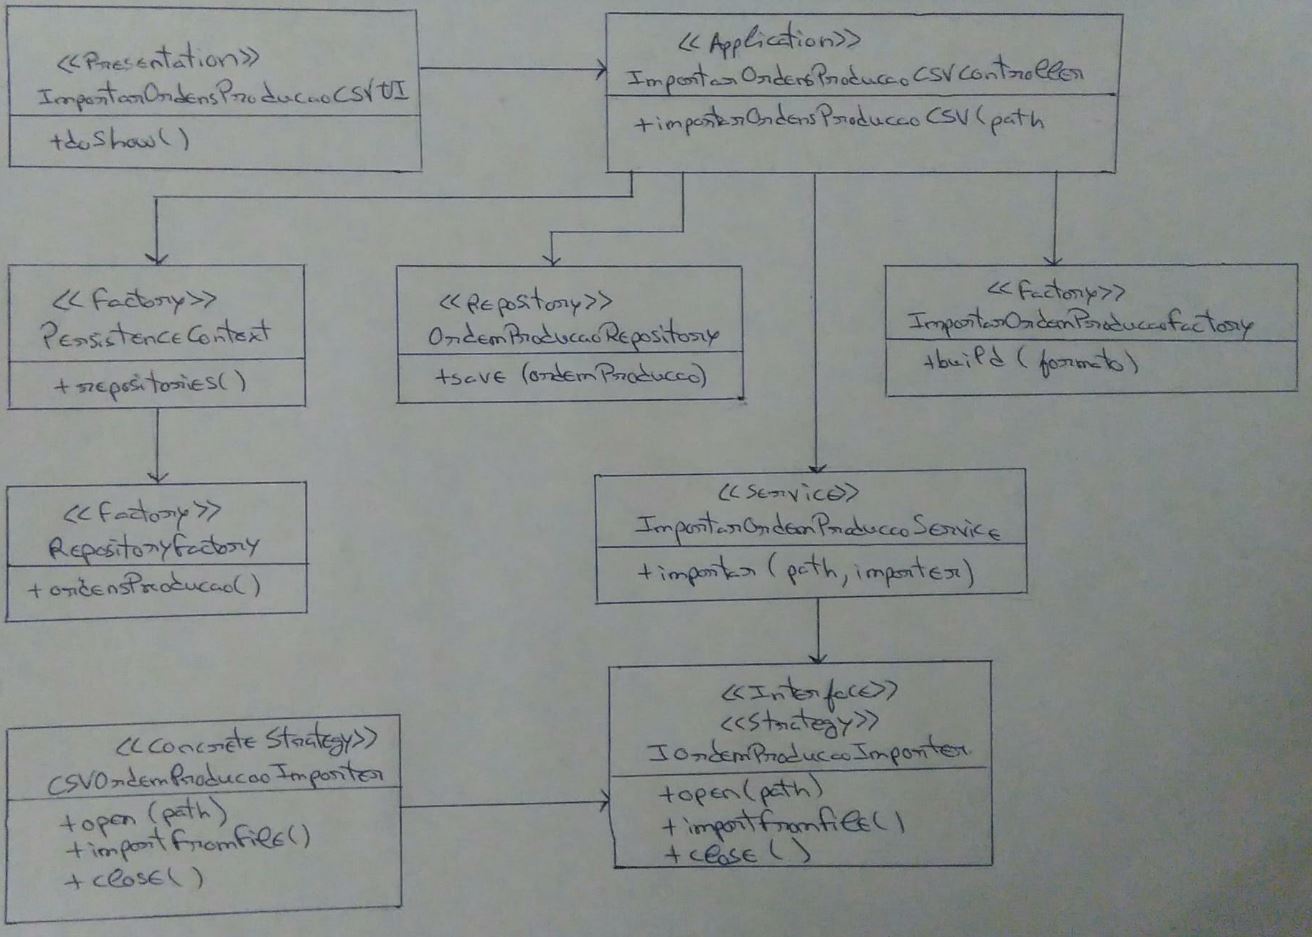 <<Presentation>>
ImportarOrdensProducaoCSVUI
+doShow()
<<Application>>
ImportarOrdensProducaoCSVController
+importarOrdensProducaoCSV(path
<<Factory>>
PersistenceContext
+repositories()
<<Repository>>
OrdemProducaoRepository
+save (ordemProducao)
<<Factory>>
ImportarOrdemProducaoFactory
+build (formato)
<<Factory>>
RepositoryFactory
+ordensProducao()
<<Service>>
ImportarOrdemProducaoService
+importar (path, importer)
<<Concrete Strategy>>
CSVOrdemProducaoImporter
+open (path)
+importFromFile()
+close()
<<Interface>>
<<Strategy>>
IOrdemProducaoImporter
+open(path)
+importFromFile()
+close()